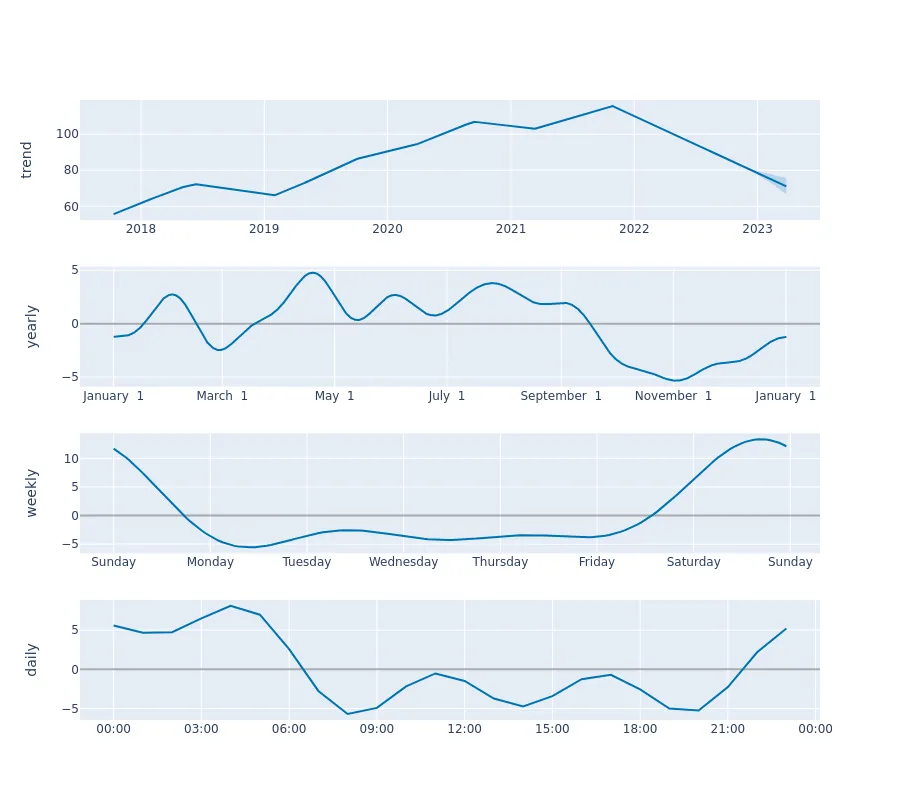 trend
100
80
60
2018 2019 2020 2021 2022 2023
yearly
5
0
−5
January 1 March 1 May 1 July 1 September 1 November 1 January 1
weekly
10
5
0
−5
Sunday Monday Tuesday Wednesday Thursday Friday Saturday Sunday
daily
5
0
−5
00:00 03:00 06:00 09:00 12:00 15:00 18:00 21:00 00:00